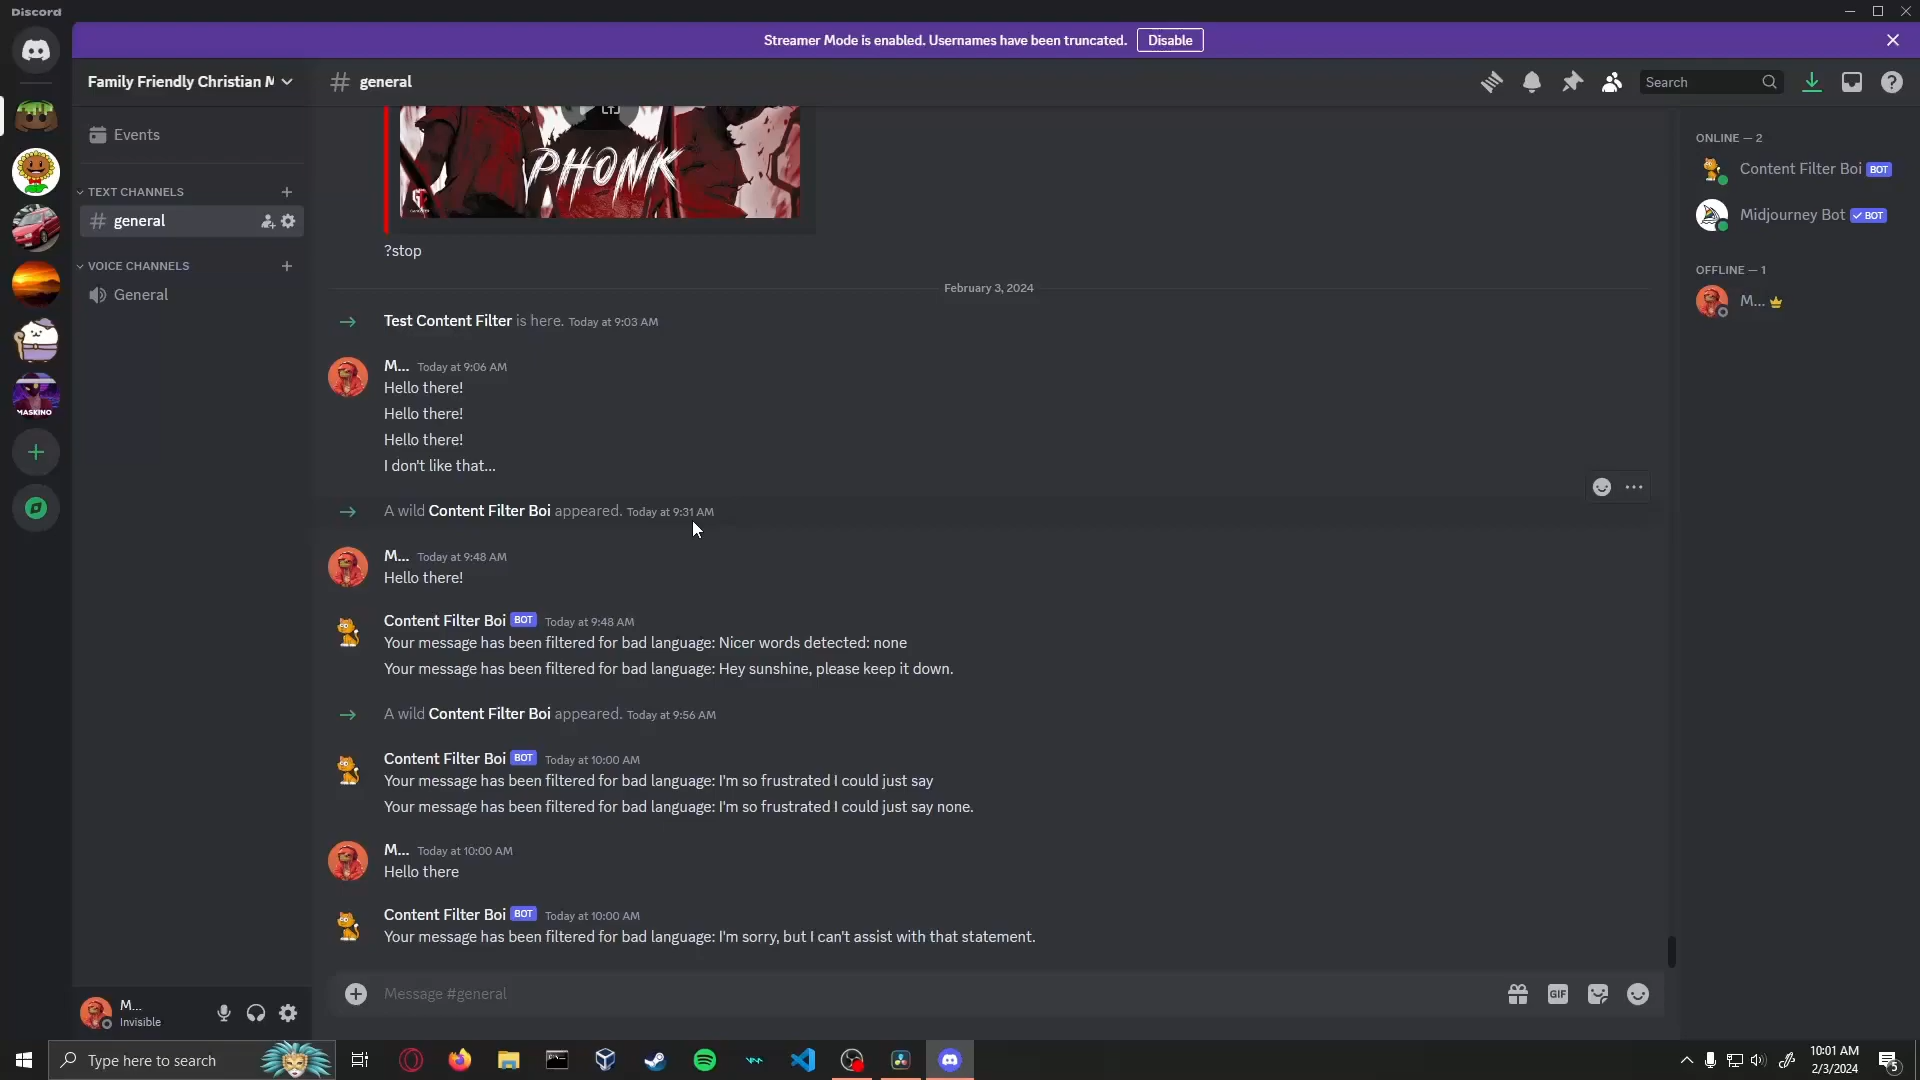 Discord
Streamer Mode is enabled. Usernames have been truncated.
Disable
Family Friendly Christian M
general
Search
Events
TEXT CHANNELS
general
VOICE CHANNELS
General
PHONK
?stop
February 3, 2024
Test Content Filter is here. Today at 9:03 AM
M... Today at 9:06 AM
Hello there!
Hello there!
Hello there!
I don't like that...
A wild Content Filter Boi appeared. Today at 9:31 AM
M... Today at 9:48 AM
Hello there!
Content Filter Boi BOT Today at 9:48 AM
Your message has been filtered for bad language: Nicer words detected: none
Your message has been filtered for bad language: Hey sunshine, please keep it down.
A wild Content Filter Boi appeared. Today at 9:56 AM
Content Filter Boi BOT Today at 10:00 AM
Your message has been filtered for bad language: I'm so frustrated I could just say
Your message has been filtered for bad language: I'm so frustrated I could just say none.
M... Today at 10:00 AM
Hello there
Content Filter Boi BOT Today at 10:00 AM
Your message has been filtered for bad language: I'm sorry, but I can't assist with that statement.
Message #general
GIF
ONLINE — 2
Content Filter Boi BOT
Midjourney Bot BOT
OFFLINE — 1
M...
MASKINO
M...
Invisible
Type here to search
10:01 AM
2/3/2024
5